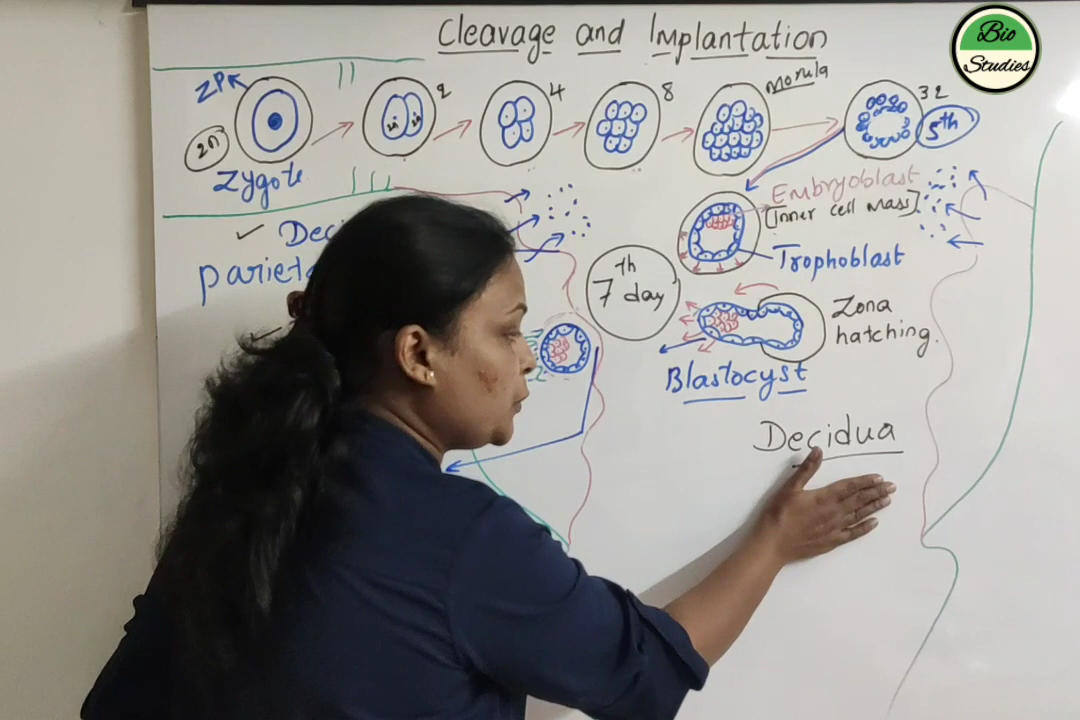 Cleavage and Implantation
Bio
Studies
ZP
2n
Zygote
2
4
8
Morula
32
5th
Embryoblast
[Inner cell mass]
Trophoblast
7th day
Zona
hatching.
Blastocyst
Decidua